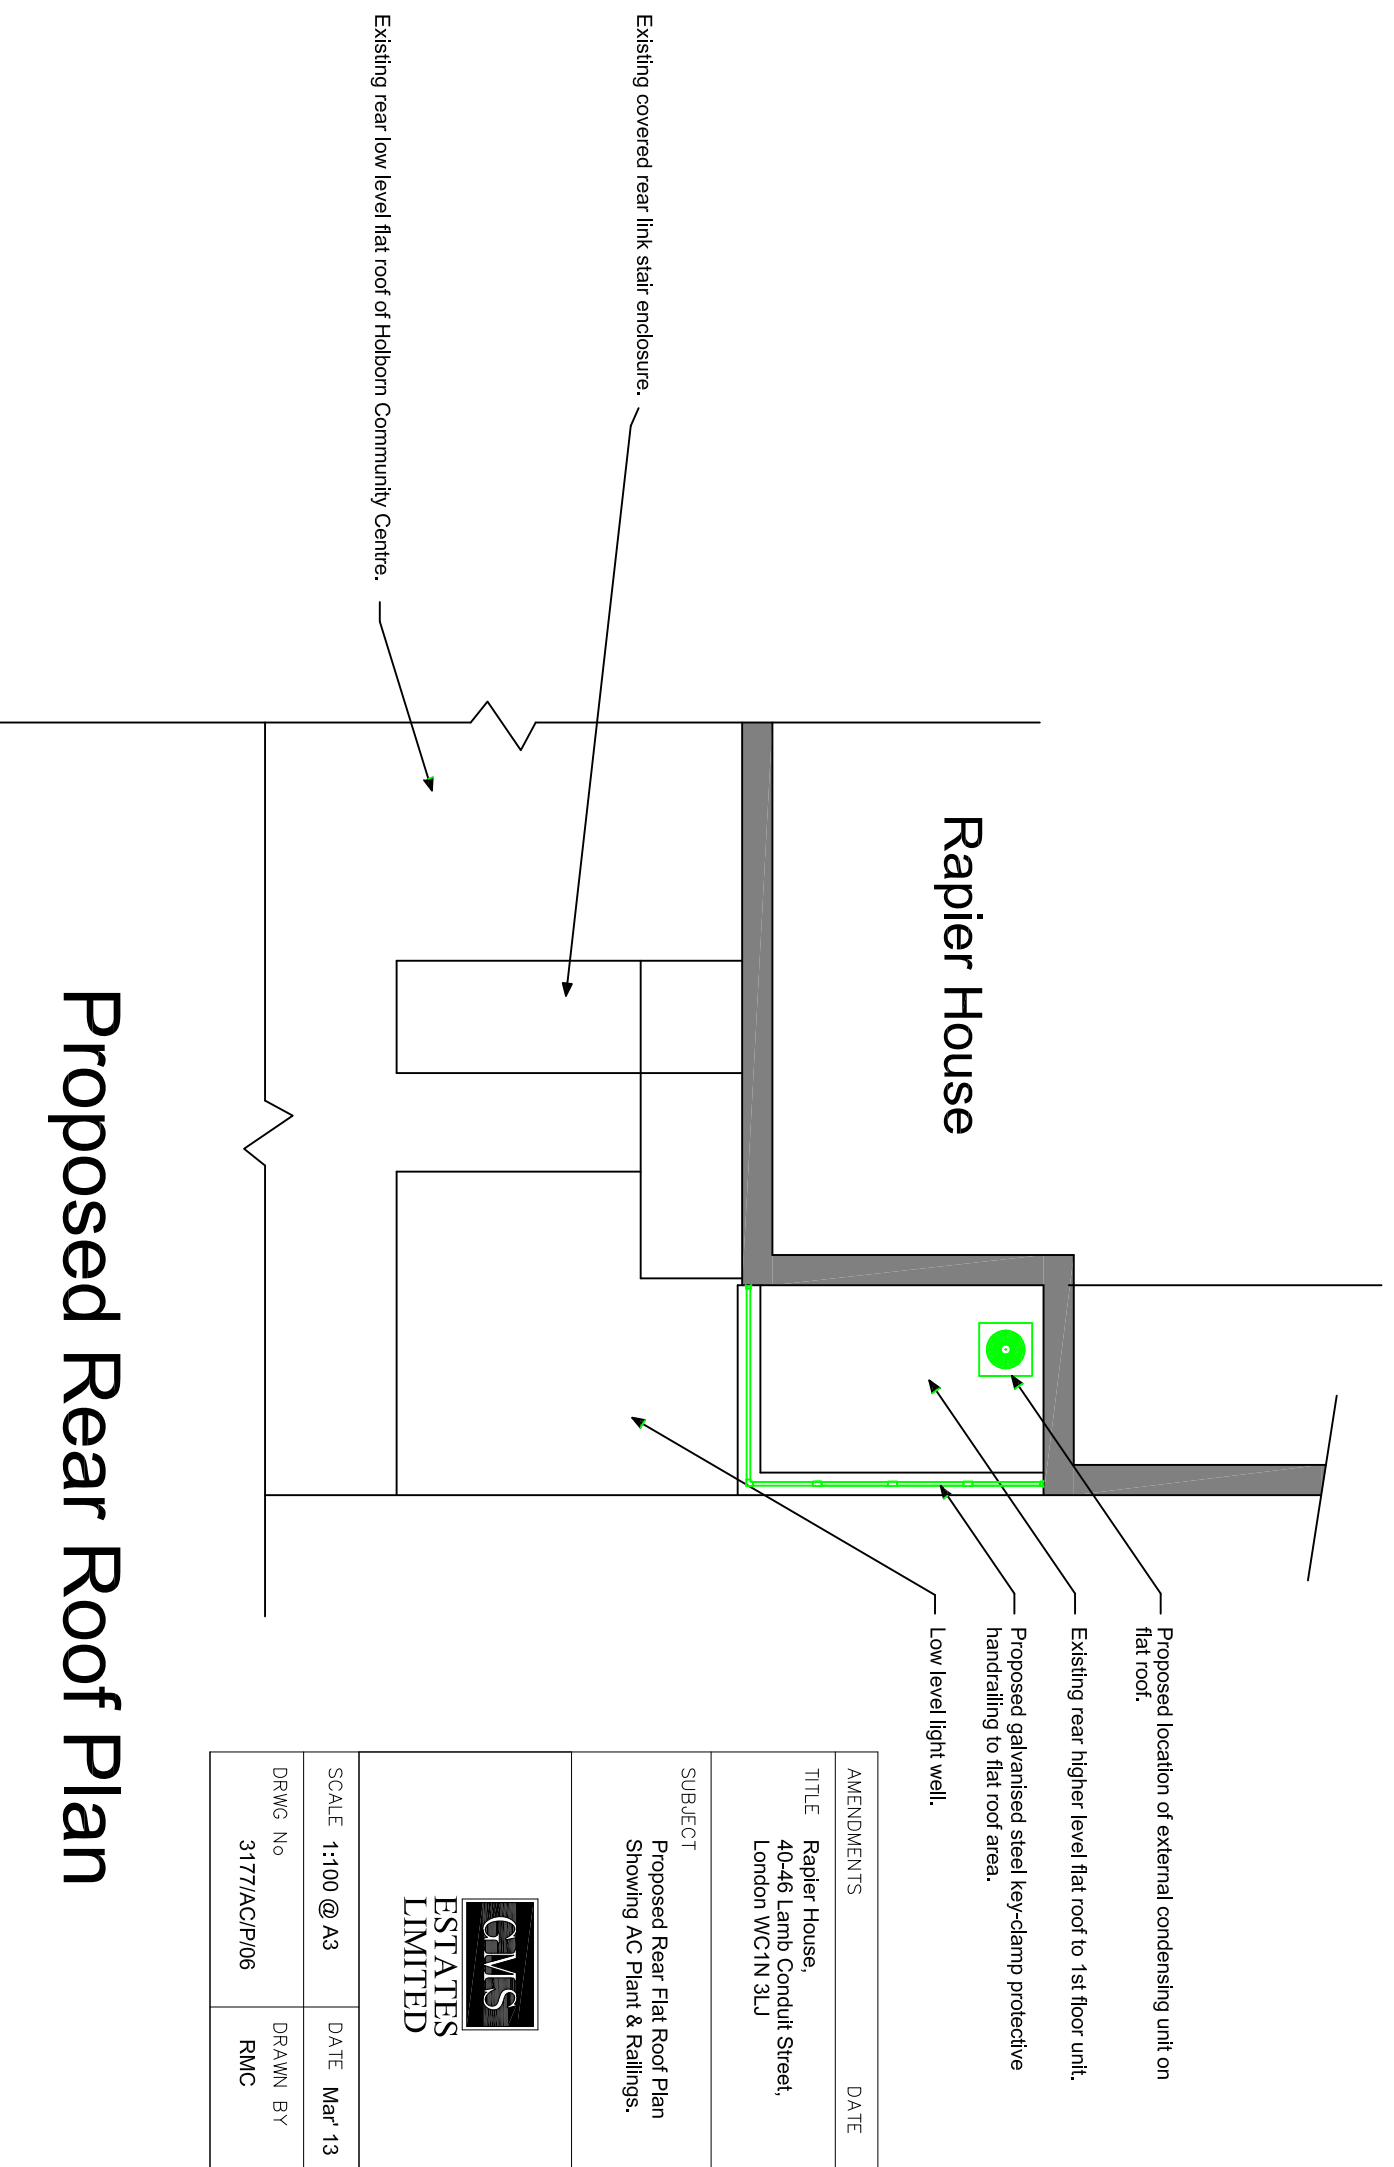 Proposed location of external condensing unit on
flat roof.
Existing rear higher level flat roof to 1st floor unit.
Proposed galvanised steel key-clamp protective
handrailing to flat roof area.
Low level light well.
Rapier House
Existing covered rear link stair enclosure.
Existing rear low level flat roof of Holborn Community Centre.
Proposed Rear Roof Plan
AMENDMENTS DATE
TITLE Rapier House,
40-46 Lamb Conduit Street,
London WC1N 3LJ
SUBJECT
Proposed Rear Flat Roof Plan
Showing AC Plant & Railings.
GMS
ESTATES
LIMITED
SCALE 1:100 @ A3 DATE Mar' 13
DRWG No DRAWN BY
3177/AC/P/06 RMC